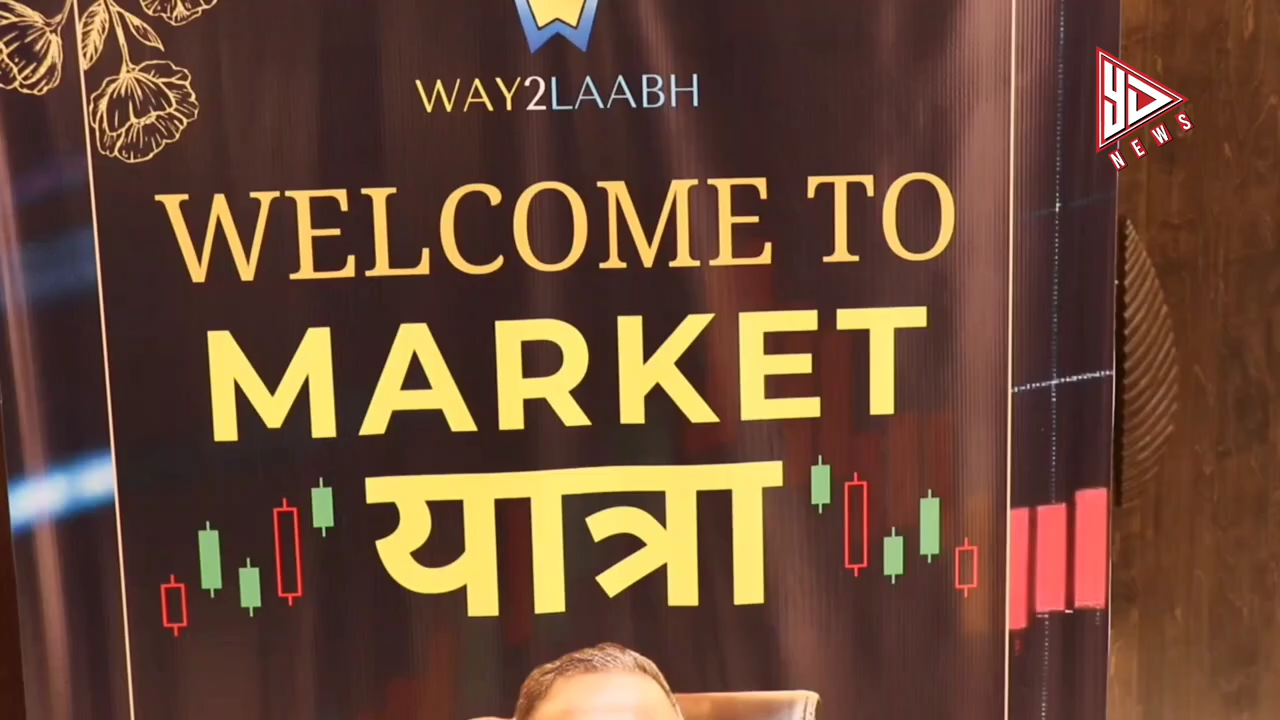 WAY2LAABH
YD
NEWS
WELCOME TO
MARKET
यात्रा